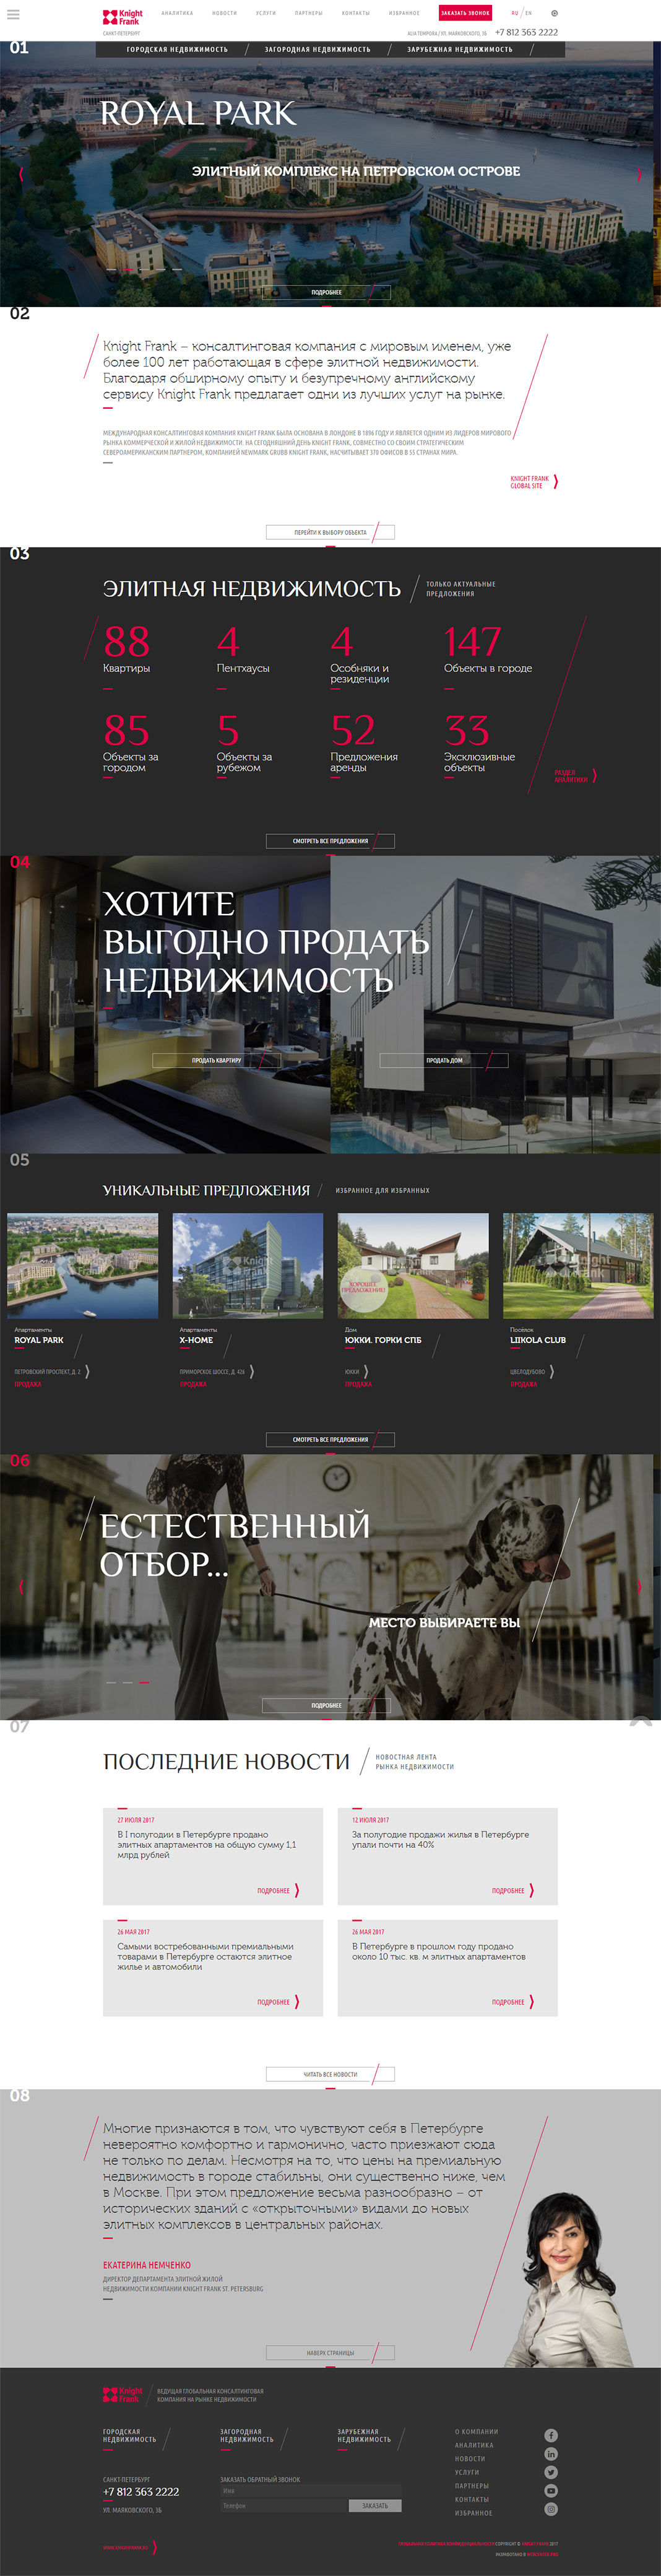 Knight Frank
АНАЛИТИКА НОВОСТИ УСЛУГИ ПАРТНЕРЫ КОНТАКТЫ ИЗБРАННОЕ ЗАКАЗАТЬ ЗВОНОК RU / EN
САНКТ-ПЕТЕРБУРГ
ALIA TEMPORA / УЛ. МАЯКОВСКОГО, 3Б +7 812 363 2222
01
ГОРОДСКАЯ НЕДВИЖИМОСТЬ ЗАГОРОДНАЯ НЕДВИЖИМОСТЬ ЗАРУБЕЖНАЯ НЕДВИЖИМОСТЬ
ROYAL PARK
ЭЛИТНЫЙ КОМПЛЕКС НА ПЕТРОВСКОМ ОСТРОВЕ
ПОДРОБНЕЕ
02
Knight Frank – консалтинговая компания с мировым именем, уже
более 100 лет работающая в сфере элитной недвижимости.
Благодаря обширному опыту и безупречному английскому
сервису Knight Frank предлагает одни из лучших услуг на рынке.
МЕЖДУНАРОДНАЯ КОНСАЛТИНГОВАЯ КОМПАНИЯ KNIGHT FRANK БЫЛА ОСНОВАНА В ЛОНДОНЕ В 1896 ГОДУ И ЯВЛЯЕТСЯ ОДНИМ ИЗ ЛИДЕРОВ МИРОВОГО
РЫНКА КОММЕРЧЕСКОЙ И ЖИЛОЙ НЕДВИЖИМОСТИ. НА СЕГОДНЯШНИЙ ДЕНЬ KNIGHT FRANK, СОВМЕСТНО СО СВОИМ СТРАТЕГИЧЕСКИМ
СЕВЕРОАМЕРИКАНСКИМ ПАРТНЕРОМ, КОМПАНИЕЙ NEWMARK GRUBB KNIGHT FRANK, НАСЧИТЫВАЕТ 370 ОФИСОВ В 55 СТРАНАХ МИРА.
KNIGHT FRANK
GLOBAL SITE
ПЕРЕЙТИ К ВЫБОРУ ОБЪЕКТА
03
ЭЛИТНАЯ НЕДВИЖИМОСТЬ
ТОЛЬКО АКТУАЛЬНЫЕ
ПРЕДЛОЖЕНИЯ
88 4 4 147
Квартиры Пентхаусы Особняки и резиденции Объекты в городе
85 5 52 33
Объекты за городом Объекты за рубежом Предложения аренды Эксклюзивные объекты
РАЗДЕЛ
АНАЛИТИКИ
СМОТРЕТЬ ВСЕ ПРЕДЛОЖЕНИЯ
04
ХОТИТЕ
ВЫГОДНО ПРОДАТЬ
НЕДВИЖИМОСТЬ
ПРОДАТЬ КВАРТИРУ ПРОДАТЬ ДОМ
05
УНИКАЛЬНЫЕ ПРЕДЛОЖЕНИЯ ИЗБРАННОЕ ДЛЯ ИЗБРАННЫХ
Knight Frank
ХОРОШЕЕ
ПРЕДЛОЖЕНИЕ!
Апартаменты Апартаменты Дом Посёлок
ROYAL PARK X-HOME ЮККИ. ГОРКИ СПБ LIIKOLA CLUB
ПЕТРОВСКИЙ ПРОСПЕКТ, Д. 2 ПРИМОРСКОЕ ШОССЕ, Д. 426 ЮККИ ЦВЕЛОДУБОВО
ПРОДАЖА ПРОДАЖА ПРОДАЖА ПРОДАЖА
СМОТРЕТЬ ВСЕ ПРЕДЛОЖЕНИЯ
06
ЕСТЕСТВЕННЫЙ
ОТБОР...
МЕСТО ВЫБИРАЕТЕ ВЫ
ПОДРОБНЕЕ
07
ПОСЛЕДНИЕ НОВОСТИ
НОВОСТНАЯ ЛЕНТА
РЫНКА НЕДВИЖИМОСТИ
27 ИЮЛЯ 2017
В I полугодии в Петербурге продано
элитных апартаментов на общую сумму 1,1
млрд рублей
ПОДРОБНЕЕ
12 ИЮЛЯ 2017
За полугодие продажи жилья в Петербурге
упали почти на 40%
ПОДРОБНЕЕ
26 МАЯ 2017
Самыми востребованными премиальными
товарами в Петербурге остаются элитное
жилье и автомобили
ПОДРОБНЕЕ
26 МАЯ 2017
В Петербурге в прошлом году продано
около 10 тыс. кв. м элитных апартаментов
ПОДРОБНЕЕ
ЧИТАТЬ ВСЕ НОВОСТИ
08
Многие признаются в том, что чувствуют себя в Петербурге
невероятно комфортно и гармонично, часто приезжают сюда
не только по делам. Несмотря на то, что цены на премиальную
недвижимость в городе стабильны, они существенно ниже, чем
в Москве. При этом предложение весьма разнообразно – от
исторических зданий с «открыточными» видами до новых
элитных комплексов в центральных районах.
ЕКАТЕРИНА НЕМЧЕНКО
ДИРЕКТОР ДЕПАРТАМЕНТА ЭЛИТНОЙ ЖИЛОЙ
НЕДВИЖИМОСТИ КОМПАНИИ KNIGHT FRANK ST. PETERSBURG
НАВЕРХ СТРАНИЦЫ
Knight Frank
ВЕДУЩАЯ ГЛОБАЛЬНАЯ КОНСАЛТИНГОВАЯ
КОМПАНИЯ НА РЫНКЕ НЕДВИЖИМОСТИ
ГОРОДСКАЯ НЕДВИЖИМОСТЬ
ЗАГОРОДНАЯ НЕДВИЖИМОСТЬ
ЗАРУБЕЖНАЯ НЕДВИЖИМОСТЬ
О КОМПАНИИ
АНАЛИТИКА
НОВОСТИ
УСЛУГИ
ПАРТНЕРЫ
КОНТАКТЫ
ИЗБРАННОЕ
САНКТ-ПЕТЕРБУРГ
+7 812 363 2222
УЛ. МАЯКОВСКОГО, 3Б
ЗАКАЗАТЬ ОБРАТНЫЙ ЗВОНОК
Имя
Телефон
ЗАКАЗАТЬ
COPYRIGHT © KNIGHT FRANK 2017
РАЗРАБОТАНО В